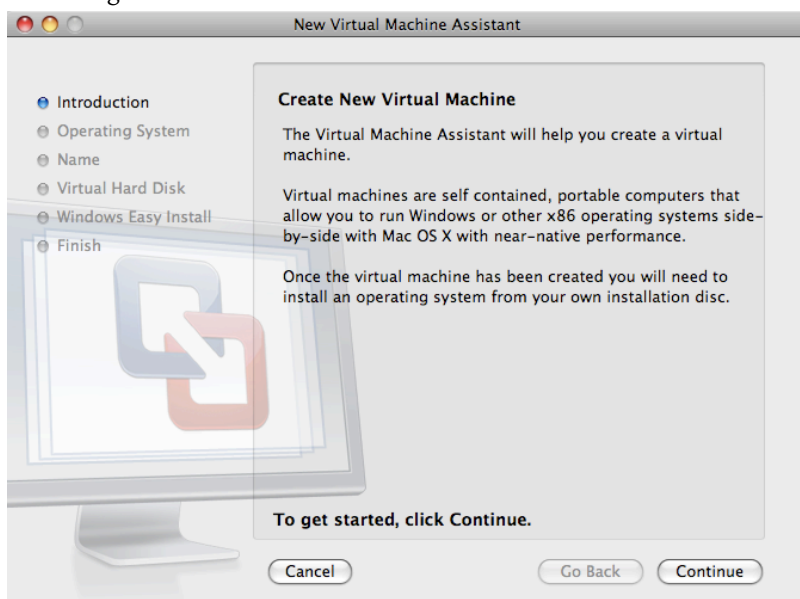 New Virtual Machine Assistant
Introduction
Operating System
Name
Virtual Hard Disk
Windows Easy Install
Finish
Create New Virtual Machine
The Virtual Machine Assistant will help you create a virtual
machine.
Virtual machines are self contained, portable computers that
allow you to run Windows or other x86 operating systems side-
by-side with Mac OS X with near-native performance.
Once the virtual machine has been created you will need to
install an operating system from your own installation disc.
To get started, click Continue.
Cancel
Go Back
Continue